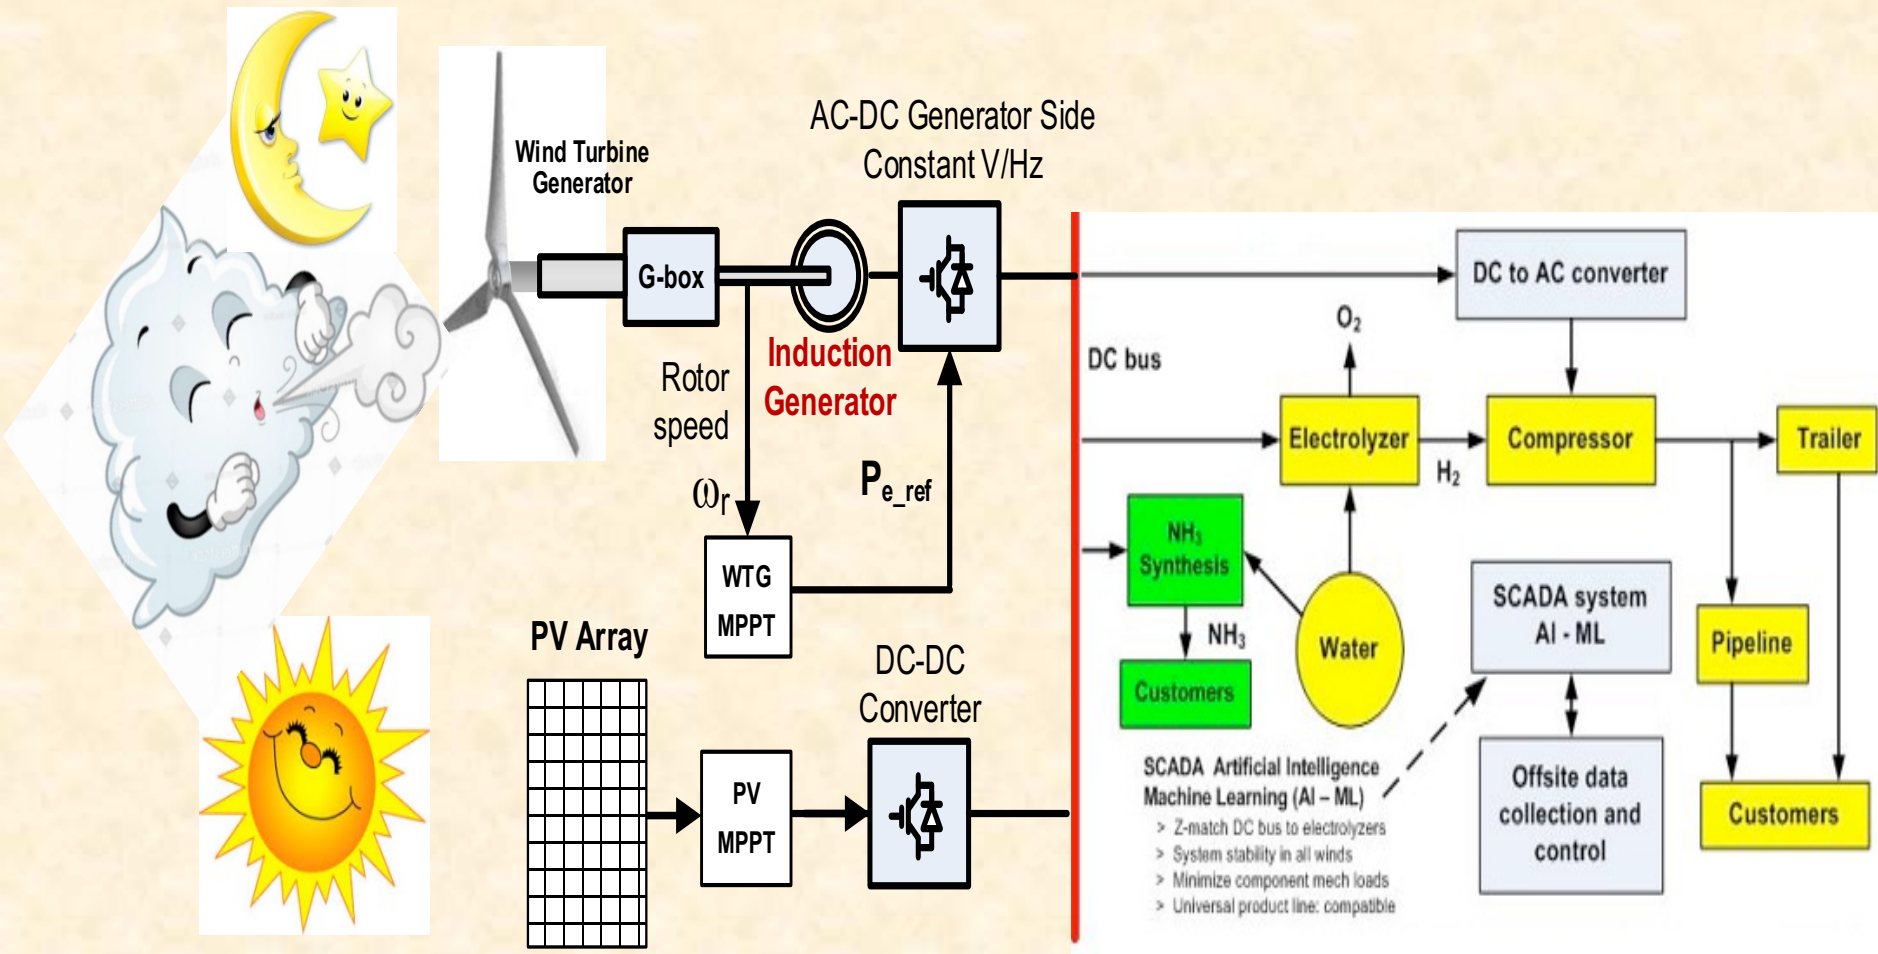 AC-DC Generator Side
Constant V/Hz
Wind Turbine
Generator
G-box
Induction
Generator
Rotor
speed
ωr
Pe_ref
WTG
MPPT
PV Array
PV
MPPT
DC-DC
Converter
DC bus
DC to AC converter
O2
Electrolyzer
H2
Compressor
Trailer
NH3
Synthesis
NH3
Customers
Water
SCADA system
AI - ML
Pipeline
Offsite data
collection and
control
Customers
SCADA Artificial Intelligence
Machine Learning (AI – ML)
> Z-match DC bus to electrolyzers
> System stability in all winds
> Minimize component mech loads
> Universal product line: compatible